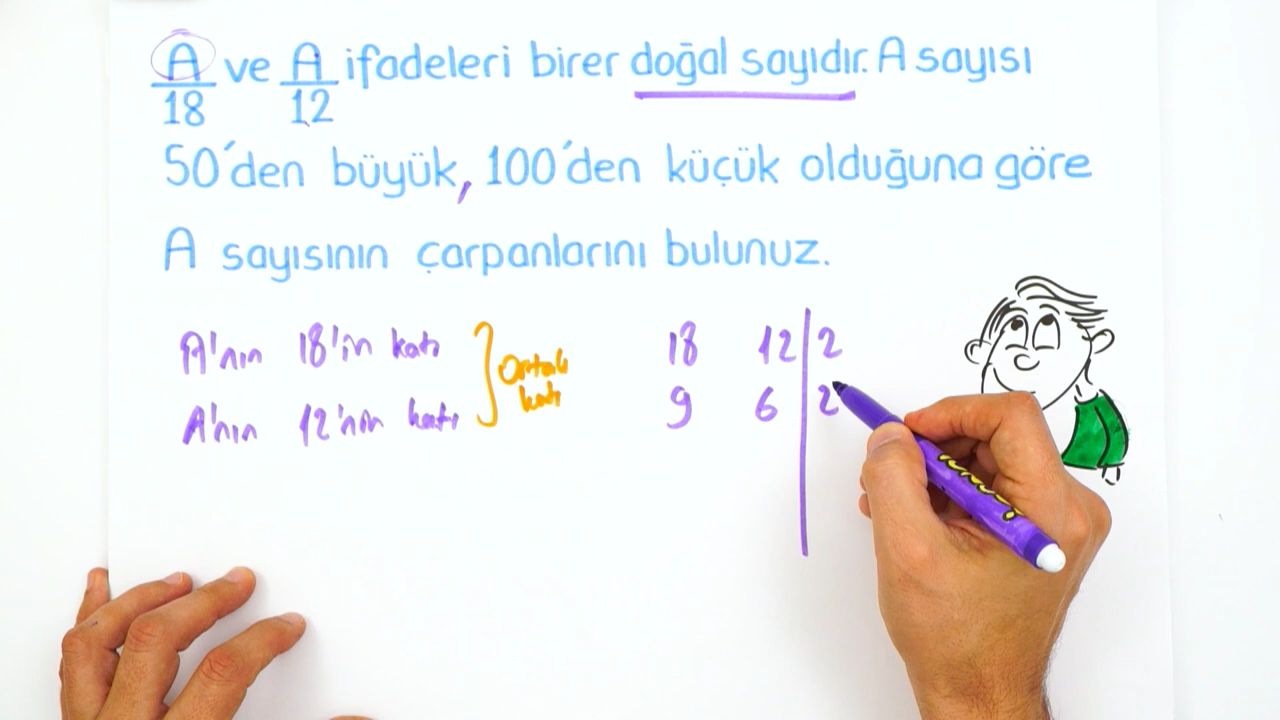 A/18 ve A/12 ifadeleri birer doğal sayıdır. A sayısı
50'den büyük, 100'den küçük olduğuna göre
A sayısının çarpanlarını bulunuz.
A'nın 18'in katı
A'nın 12'nin katı
Ortak
katı
18 12 2
9 6 2